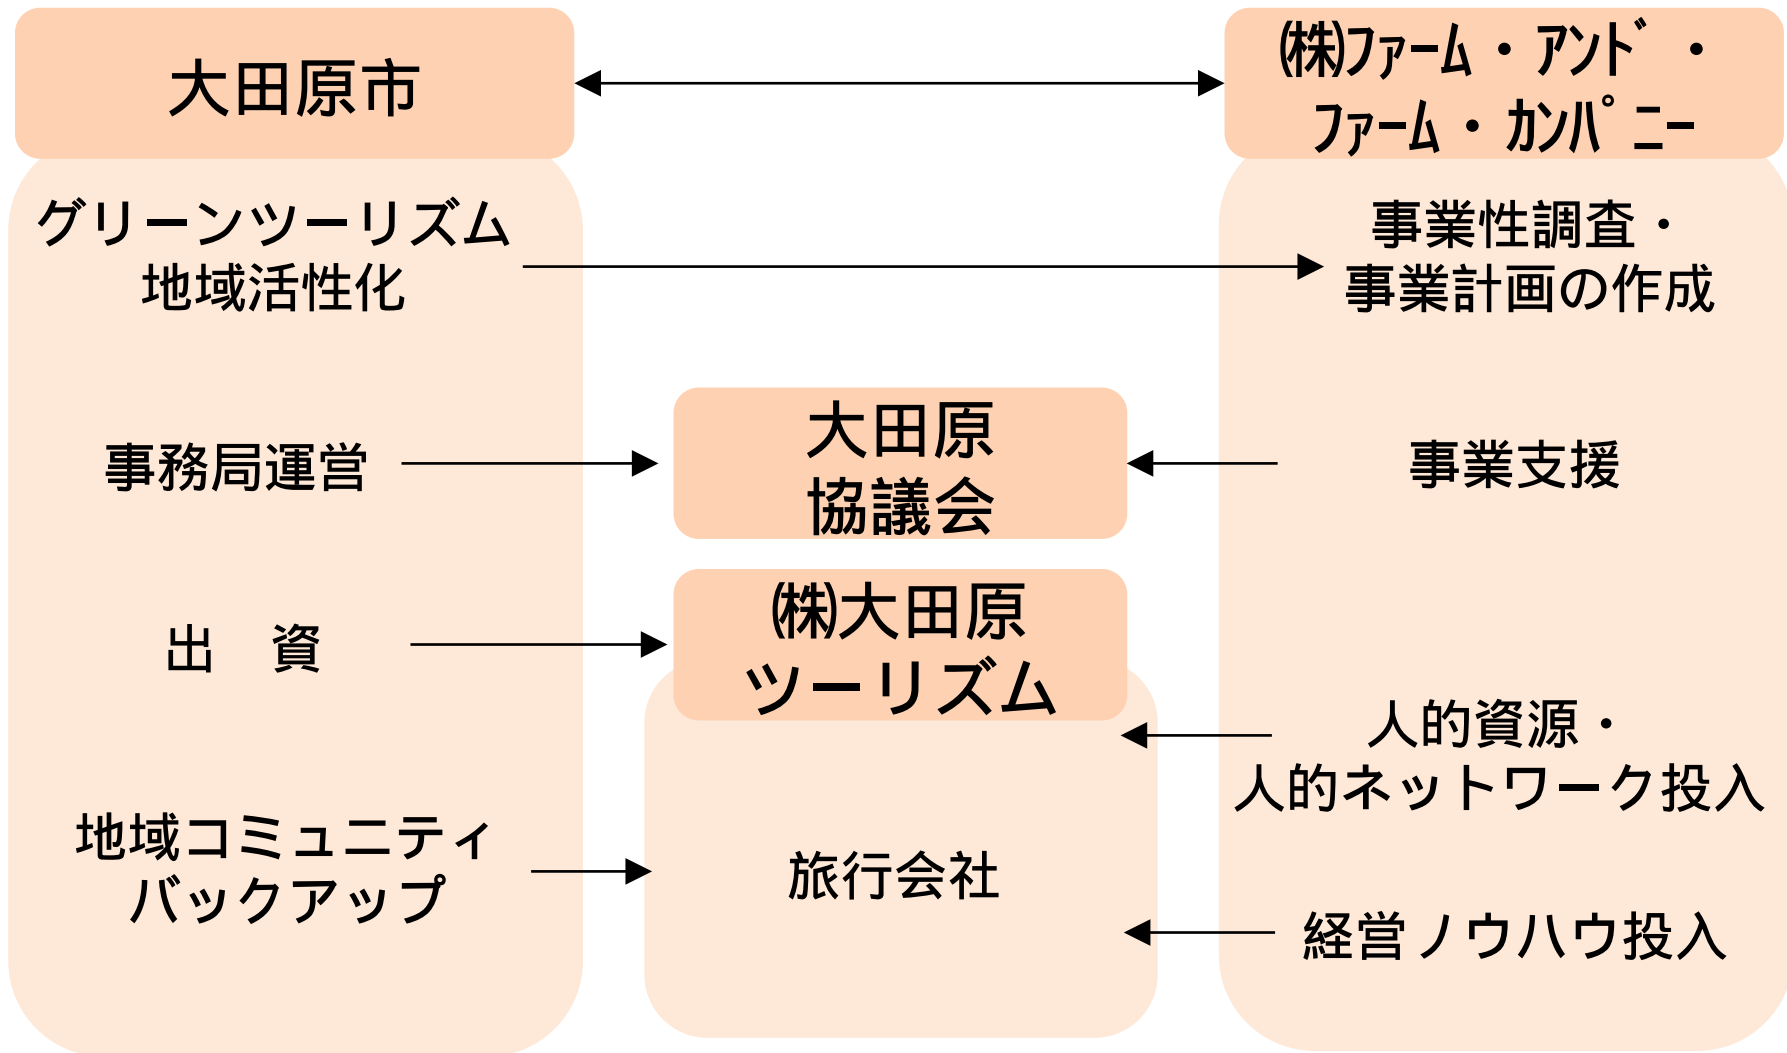 大田原市
グリーンツーリズム
地域活性化
事務局運営
出　資
地域コミュニティ
バックアップ
大田原
協議会
㈱大田原
ツーリズム
旅行会社
㈱ﾌｧｰﾑ・ｱﾝﾄﾞ・
ﾌｧｰﾑ・ｶﾝﾊﾟﾆｰ
事業性調査・
事業計画の作成
事業支援
人的資源・
人的ネットワーク投入
経営ノウハウ投入